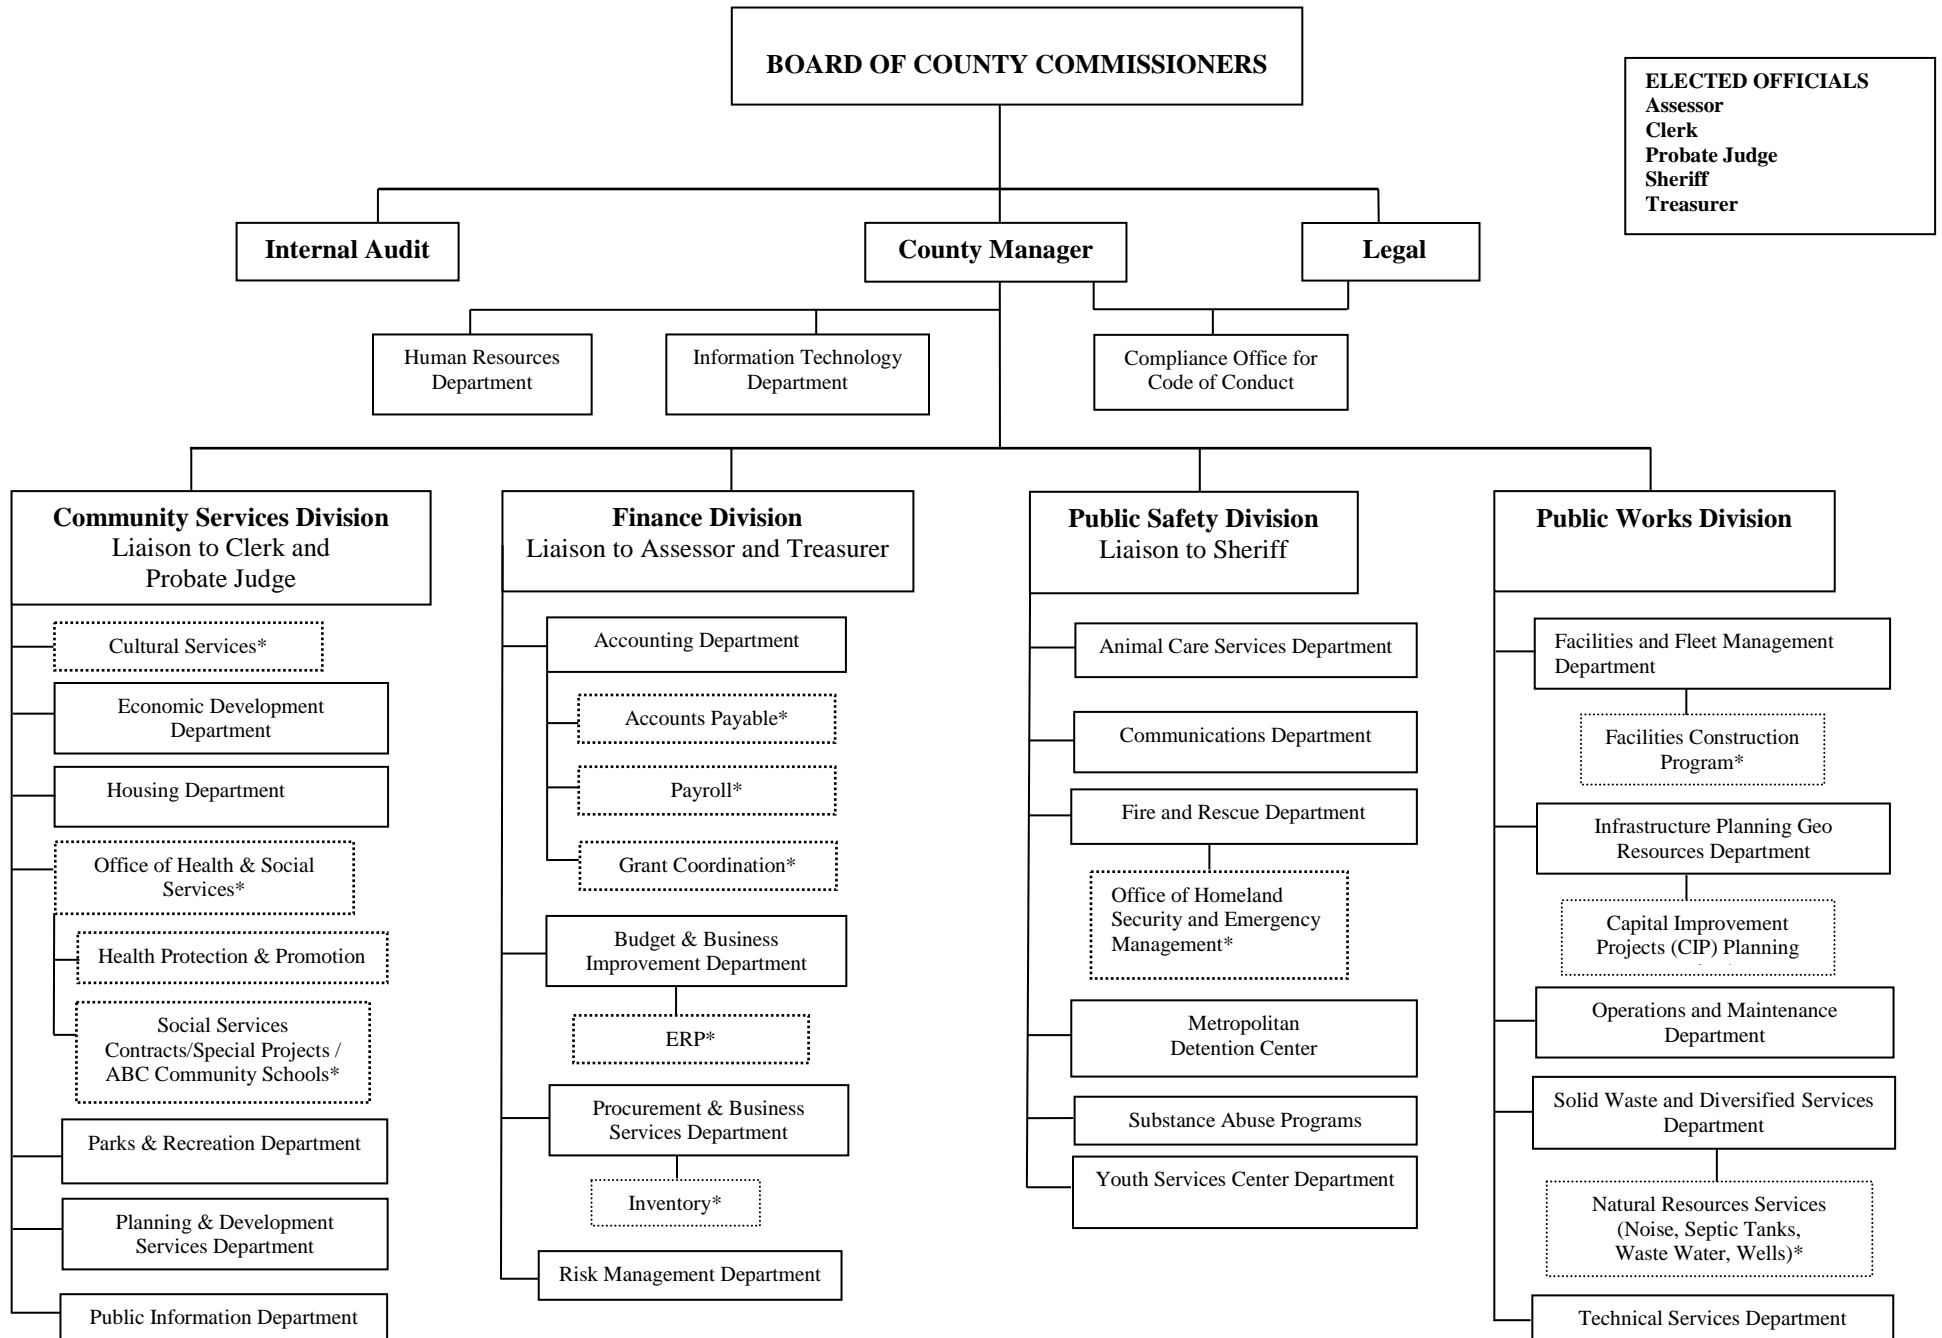 BOARD OF COUNTY COMMISSIONERS
ELECTED OFFICIALS
Assessor
Clerk
Probate Judge
Sheriff
Treasurer
Internal Audit
County Manager
Legal
Human Resources
Department
Information Technology
Department
Compliance Office for
Code of Conduct
Community Services Division
Liaison to Clerk and
Probate Judge
Cultural Services*
Economic Development
Department
Housing Department
Office of Health & Social
Services*
Health Protection & Promotion
Social Services
Contracts/Special Projects /
ABC Community Schools*
Parks & Recreation Department
Planning & Development
Services Department
Public Information Department
Finance Division
Liaison to Assessor and Treasurer
Accounting Department
Accounts Payable*
Payroll*
Grant Coordination*
Budget & Business
Improvement Department
ERP*
Procurement & Business
Services Department
Inventory*
Risk Management Department
Public Safety Division
Liaison to Sheriff
Animal Care Services Department
Communications Department
Fire and Rescue Department
Office of Homeland
Security and Emergency
Management*
Metropolitan
Detention Center
Substance Abuse Programs
Youth Services Center Department
Public Works Division
Facilities and Fleet Management
Department
Facilities Construction
Program*
Infrastructure Planning Geo
Resources Department
Capital Improvement
Projects (CIP) Planning
Operations and Maintenance
Department
Solid Waste and Diversified Services
Department
Natural Resources Services
(Noise, Septic Tanks,
Waste Water, Wells)*
Technical Services Department